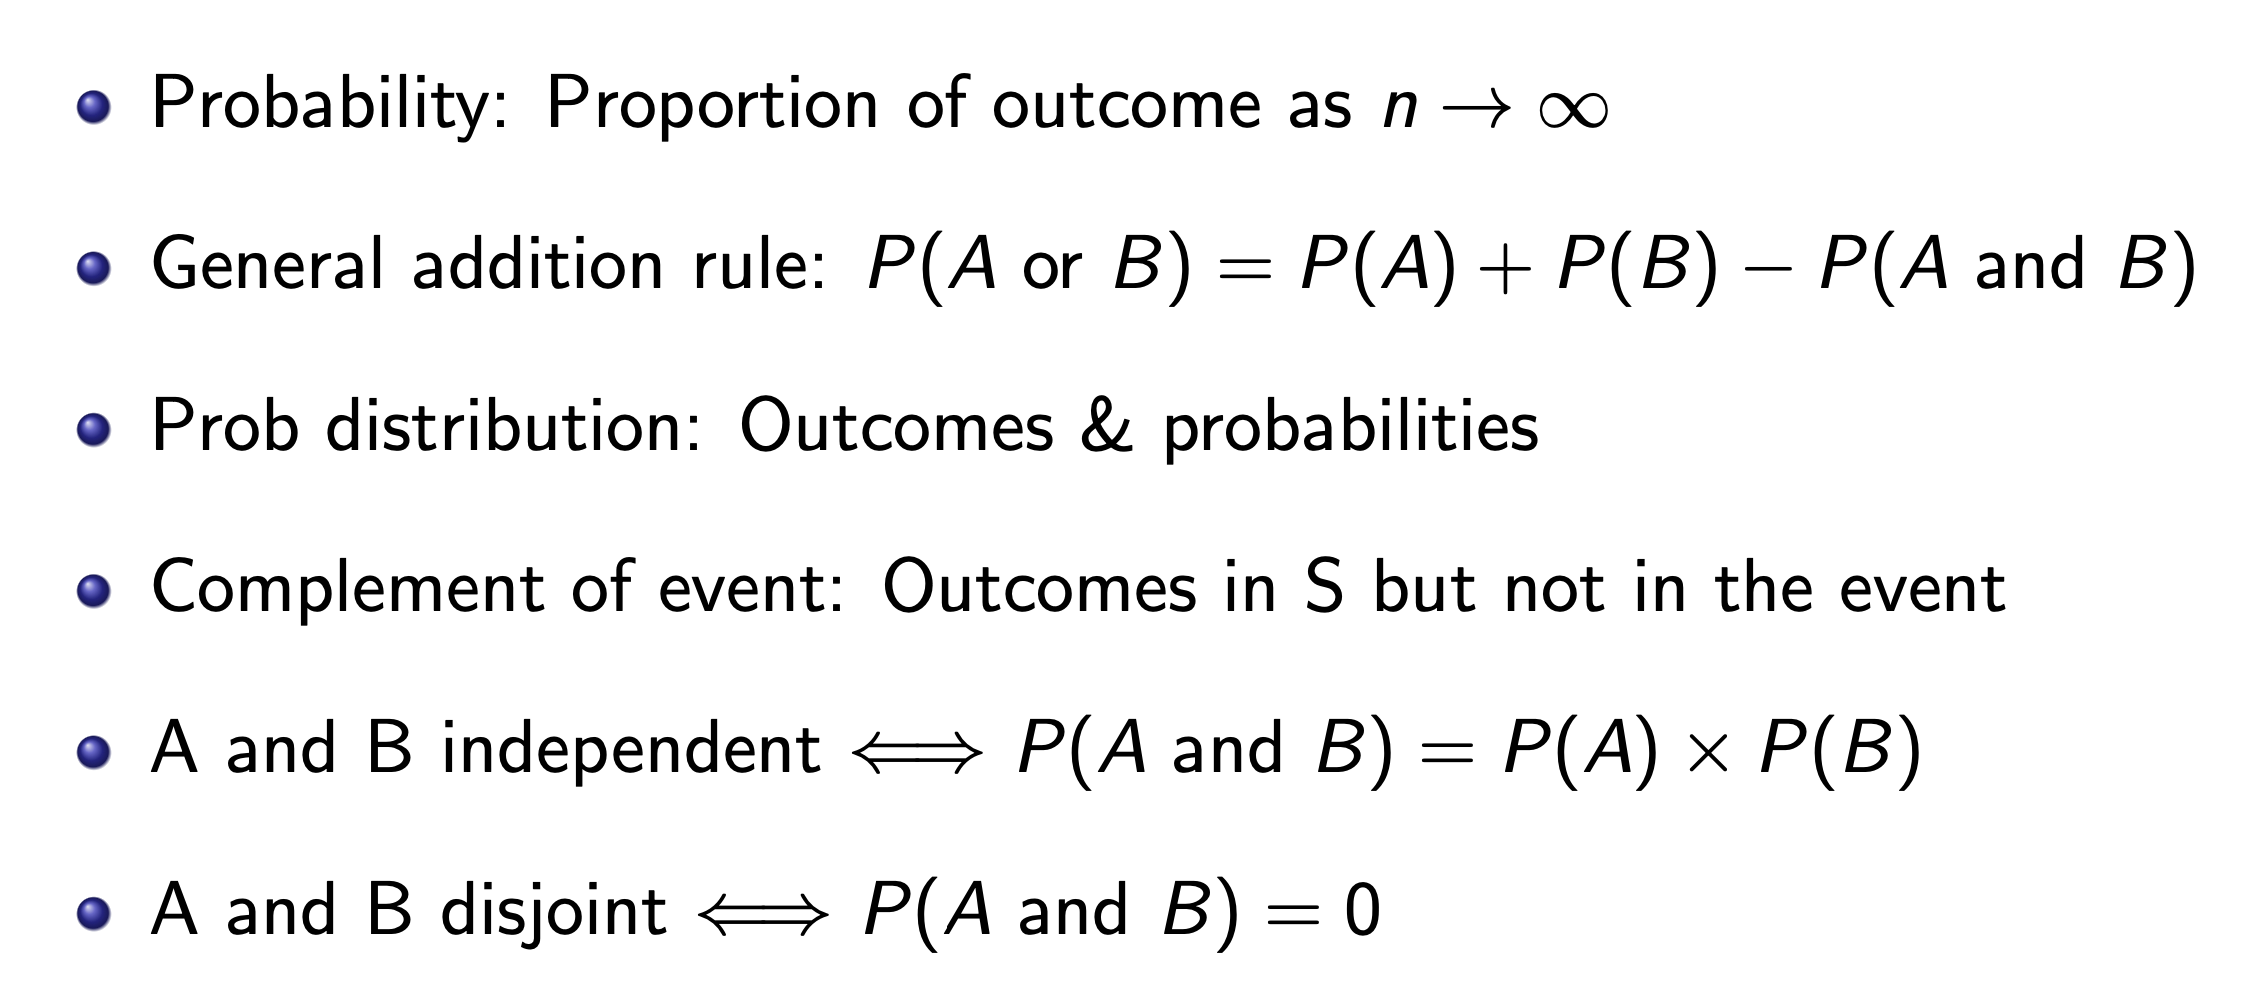 Probability: Proportion of outcome as n → ∞
General addition rule: P(A or B) = P(A) + P(B) − P(A and B)
Prob distribution: Outcomes & probabilities
Complement of event: Outcomes in S but not in the event
A and B independent ⟺ P(A and B) = P(A) × P(B)
A and B disjoint ⟺ P(A and B) = 0